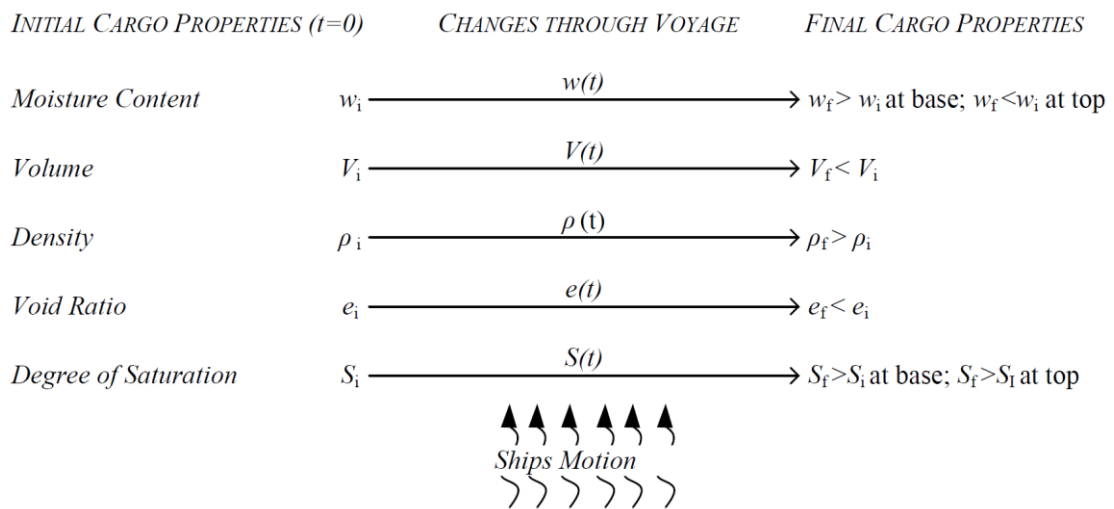 INITIAL CARGO PROPERTIES (t=0) CHANGES THROUGH VOYAGE FINAL CARGO PROPERTIES
w(t)
Moisture Content wi wf> wi at base; wf<wi at top
V(t)
Volume Vi Vf< Vi
ρ (t)
Density ρ i ρf> ρi
e(t)
Void Ratio ei ef< ei
S(t)
Degree of Saturation Si Sf>Si at base; Sf>SI at top
Ships Motion